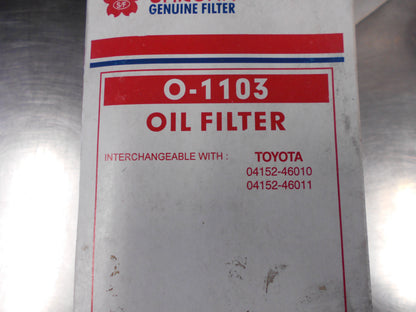 S/F
GENUINE FILTER
O-1103
OIL FILTER
INTERCHANGEABLE WITH : TOYOTA
04152-46010
04152-46011